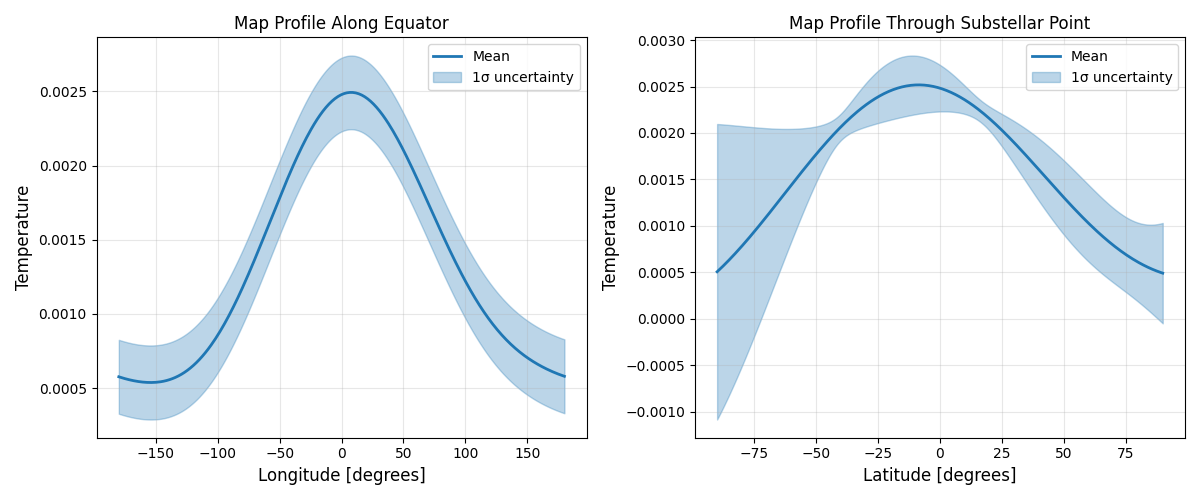 Map Profile Along Equator
Mean
1σ uncertainty
0.0025
0.0020
0.0015
0.0010
0.0005
Temperature
−150
−100
−50
0
50
100
150
Longitude [degrees]
Map Profile Through Substellar Point
Mean
1σ uncertainty
0.0030
0.0025
0.0020
0.0015
0.0010
0.0005
0.0000
−0.0005
−0.0010
Temperature
−75
−50
−25
0
25
50
75
Latitude [degrees]